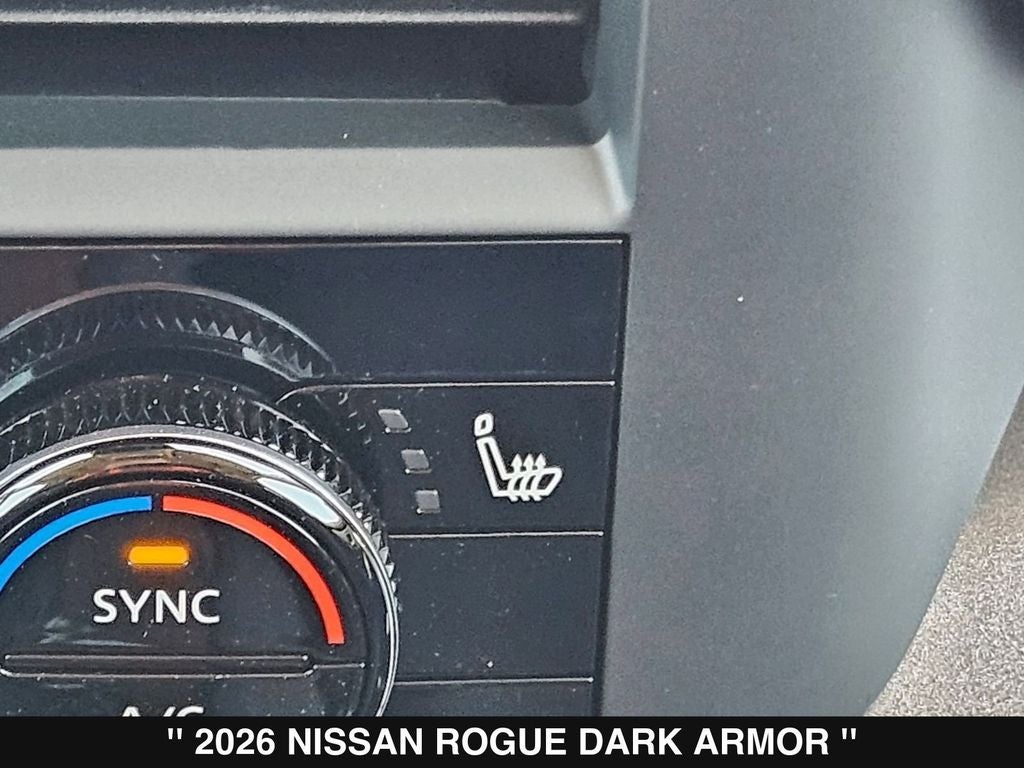 SYNC
A/C
" 2026 NISSAN ROGUE DARK ARMOR "